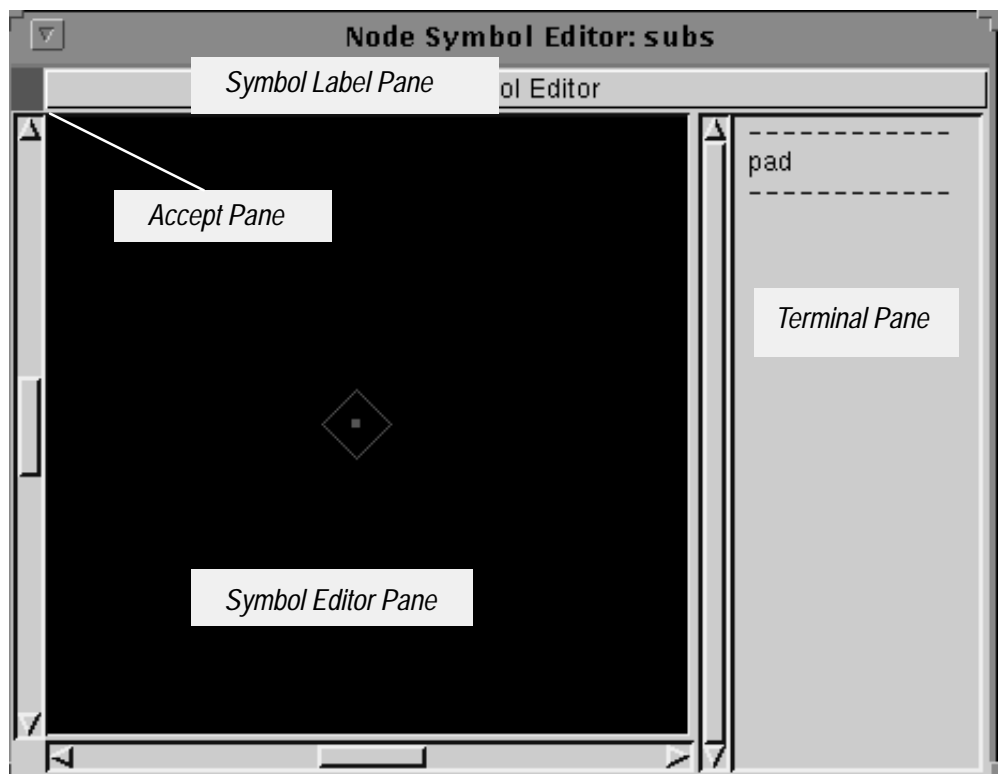 Node Symbol Editor: subs
Symbol Label Pane
ol Editor
------------
pad
------------
Accept Pane
Terminal Pane
Symbol Editor Pane